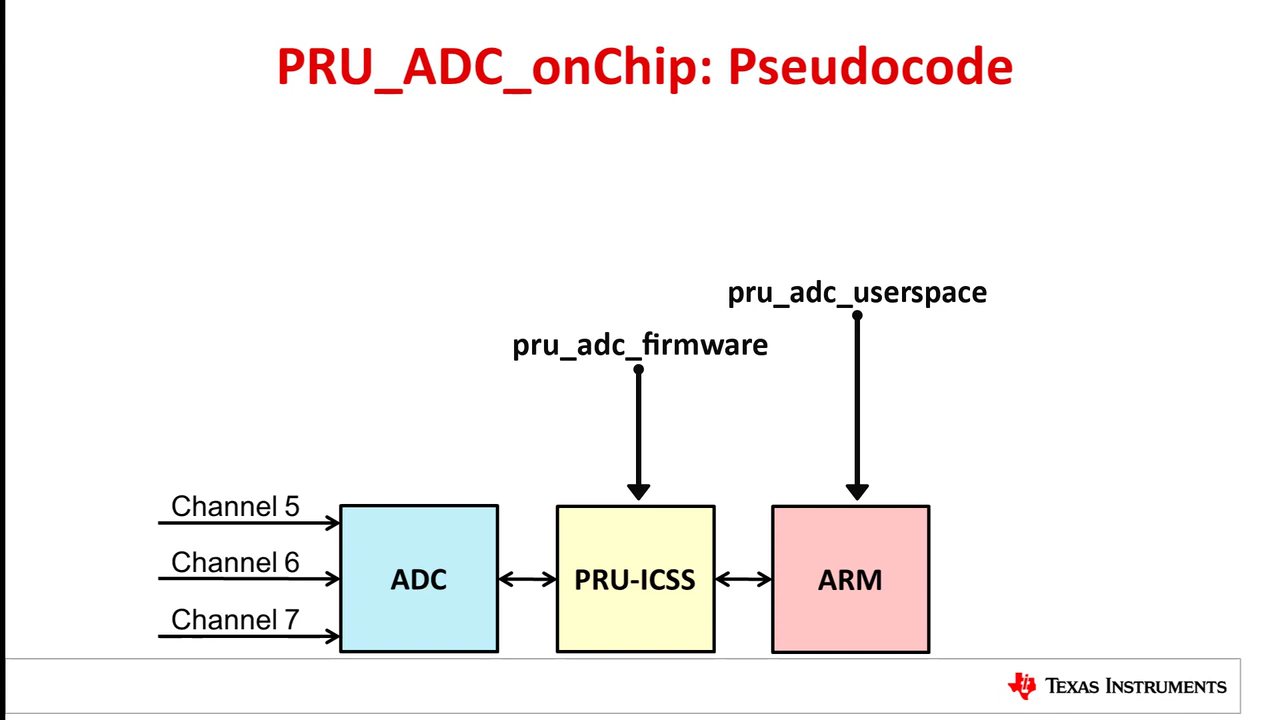 PRU_ADC_onChip: Pseudocode
pru_adc_userspace
pru_adc_firmware
Channel 5
Channel 6
Channel 7
ADC
PRU-ICSS
ARM
TEXAS INSTRUMENTS